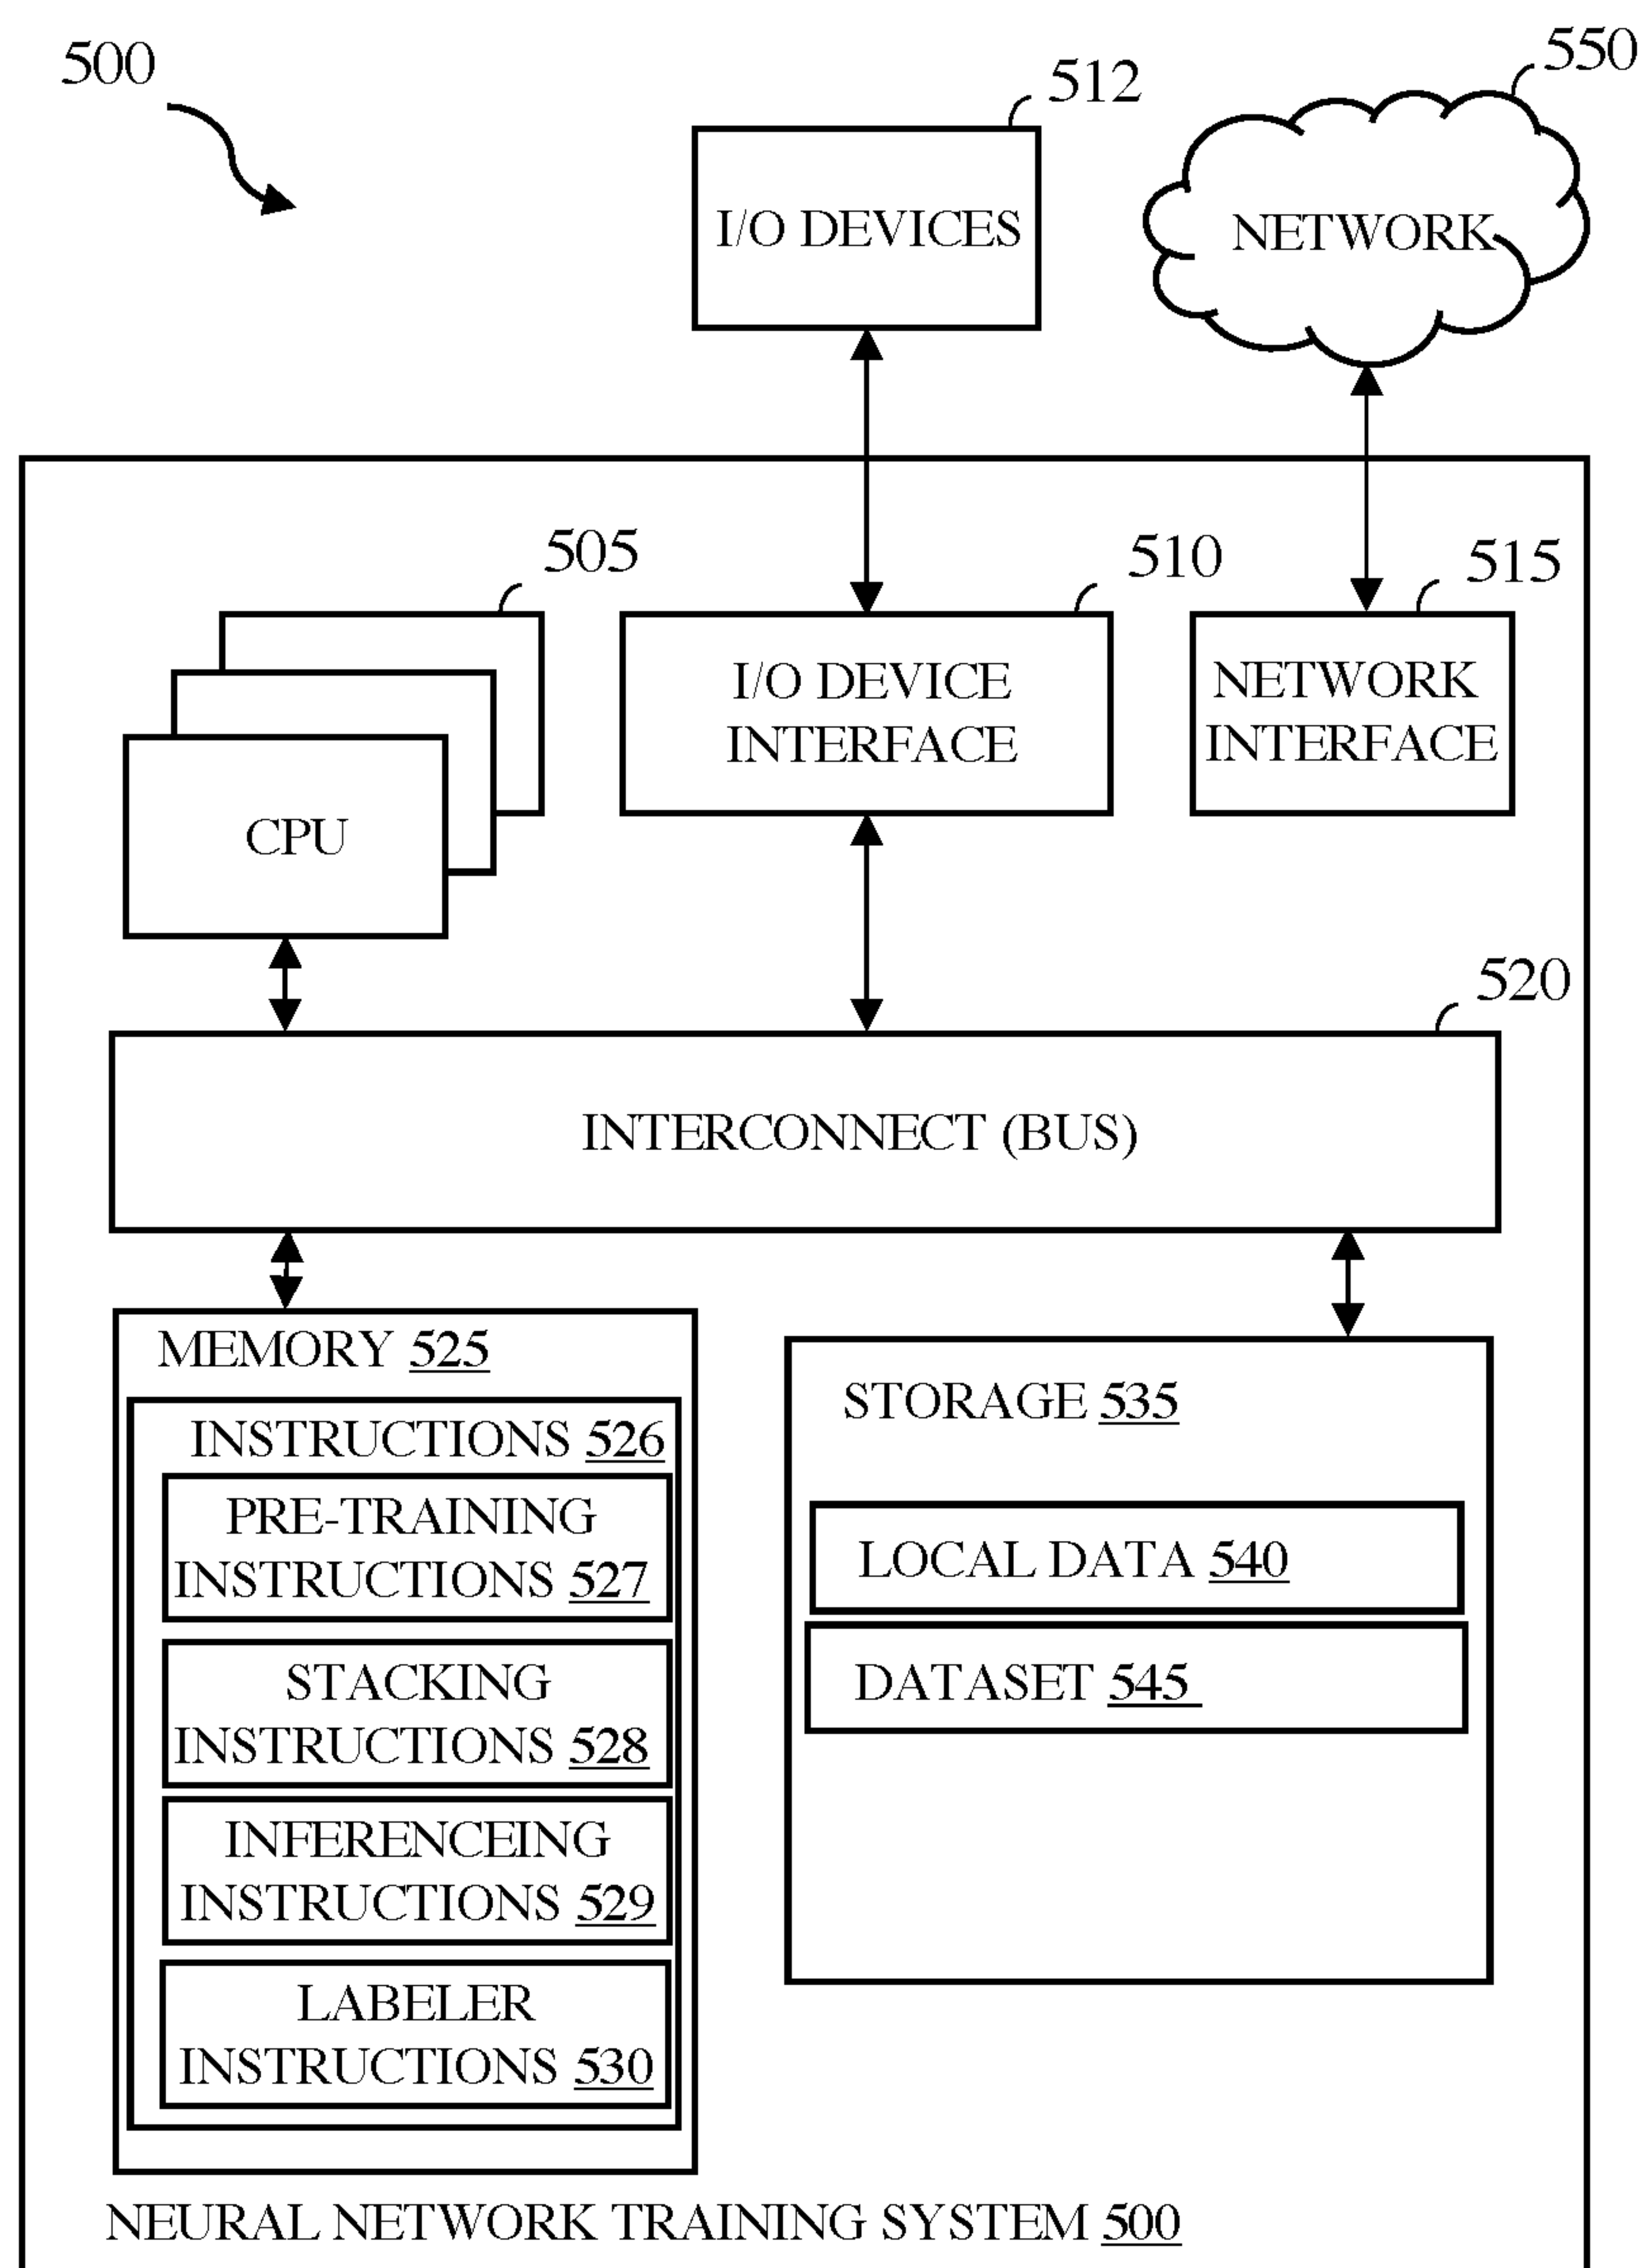 500
512
550
I/O DEVICES
NETWORK
505
510
515
CPU
I/O DEVICE
INTERFACE
NETWORK
INTERFACE
520
INTERCONNECT (BUS)
MEMORY 525
INSTRUCTIONS 526
PRE-TRAINING
INSTRUCTIONS 527
STACKING
INSTRUCTIONS 528
INFERENCEING
INSTRUCTIONS 529
LABELER
INSTRUCTIONS 530
STORAGE 535
LOCAL DATA 540
DATASET 545
NEURAL NETWORK TRAINING SYSTEM 500